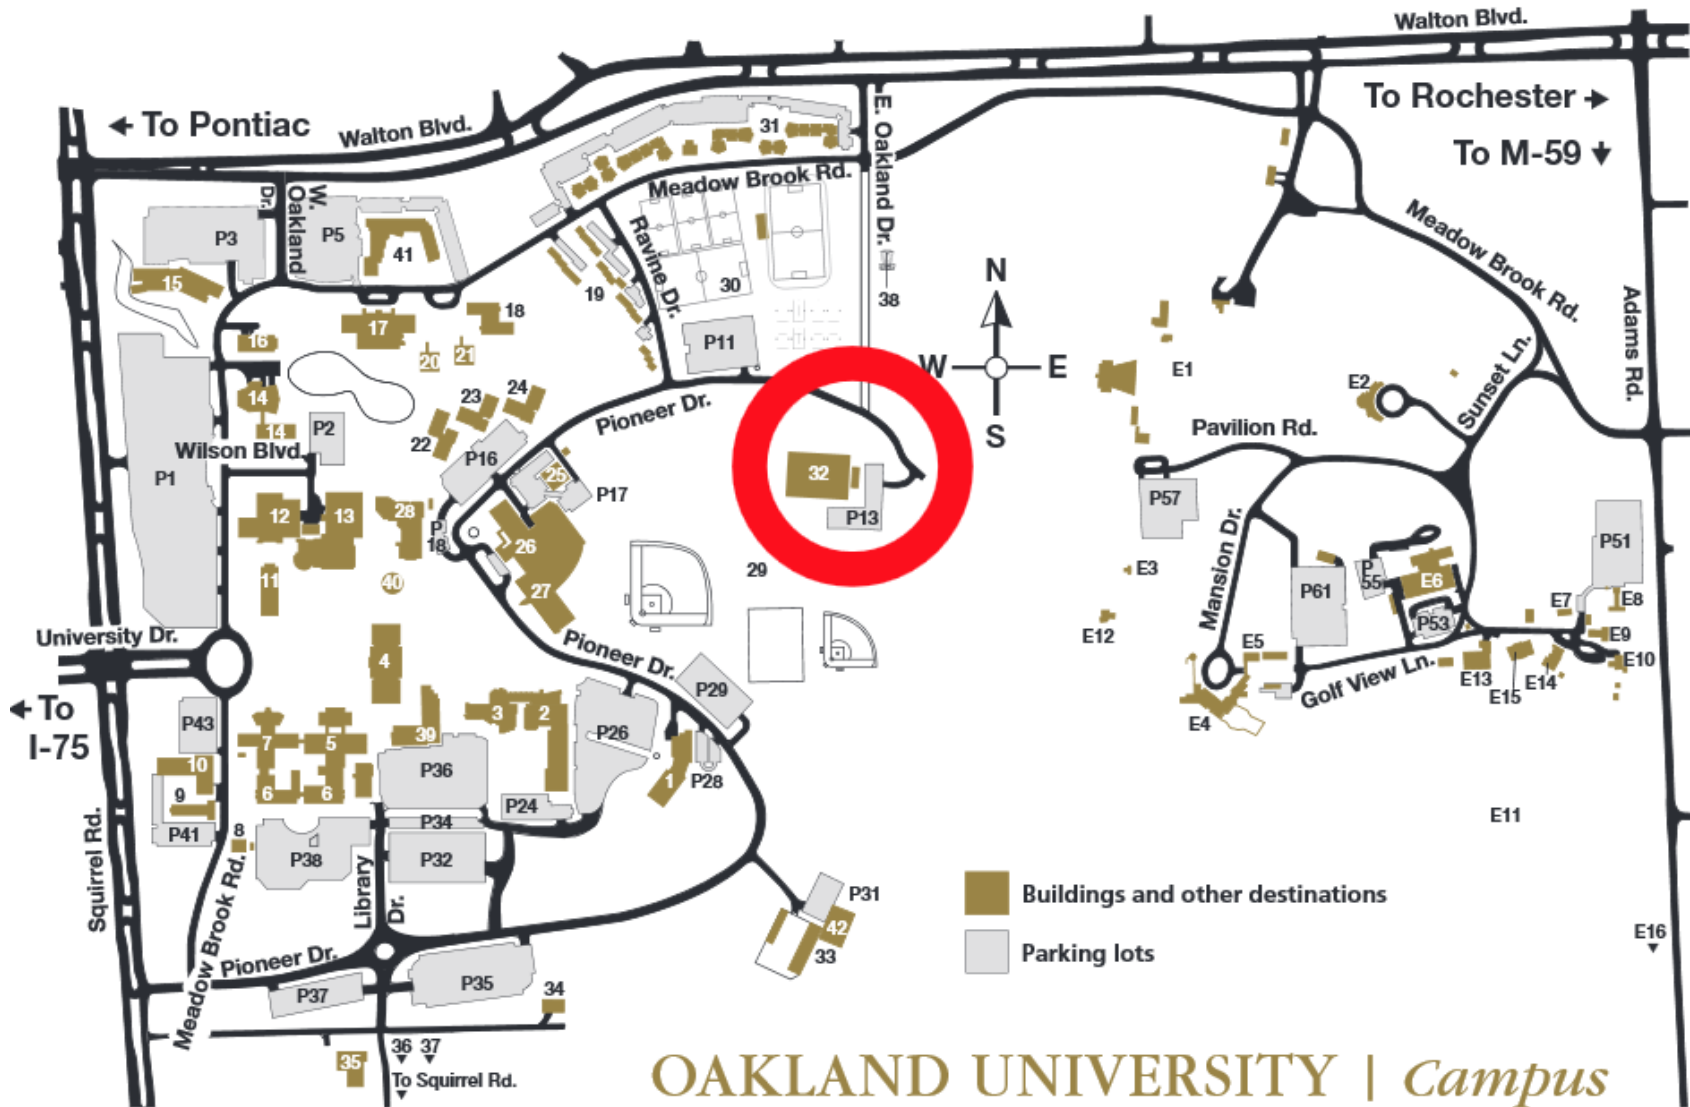 Walton Blvd.
To Rochester
To M-59
To Pontiac
Walton Blvd.
31
E. Oakland Dr.
Meadow Brook Rd.
Dr.
W. Oakland
P3
P5
41
15
Ravine Dr.
19
30
38
18
17
16
20
21
P11
N
W
E
S
Meadow Brook Rd.
Adams Rd.
Sunset Ln.
E1
E2
14
14
P2
22
23
24
Pioneer Dr.
Wilson Blvd.
P16
P1
25
P17
32
P13
Pavilion Rd.
P57
Mansion Dr.
12
13
28
P
18
26
27
29
11
40
E3
E12
P61
P
55
E6
P53
P51
E7
E8
E9
E10
University Dr.
Pioneer Dr.
4
E5
E4
Golf View Ln.
E13
E15
E14
To
I-75
P43
7
5
39
3
2
P26
P29
10
6
6
P36
1
P28
9
P41
8
P24
P34
P38
P32
E11
Squirrel Rd.
Meadow Brook Rd.
Library
Dr.
P31
42
33
Buildings and other destinations
Parking lots
E16
Pioneer Dr.
P37
P35
34
35
36 37
To Squirrel Rd.
OAKLAND UNIVERSITY | Campus